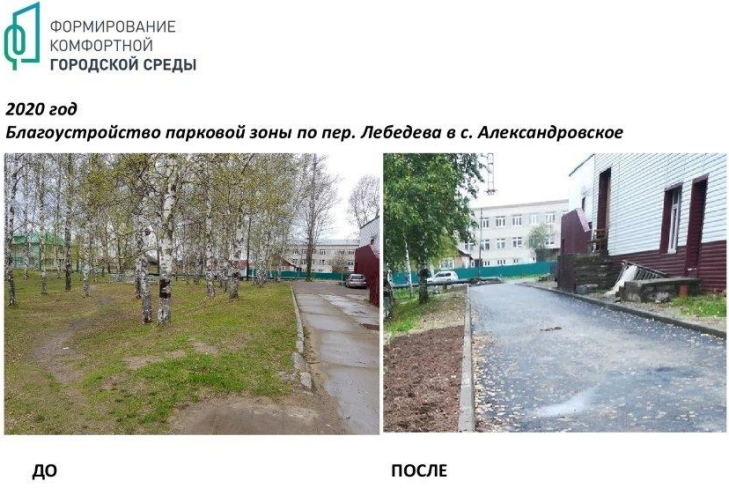 ФОРМИРОВАНИЕ
КОМФОРТНОЙ
ГОРОДСКОЙ СРЕДЫ
2020 год
Благоустройство парковой зоны по пер. Лебедева в с. Александровское
ДО
ПОСЛЕ